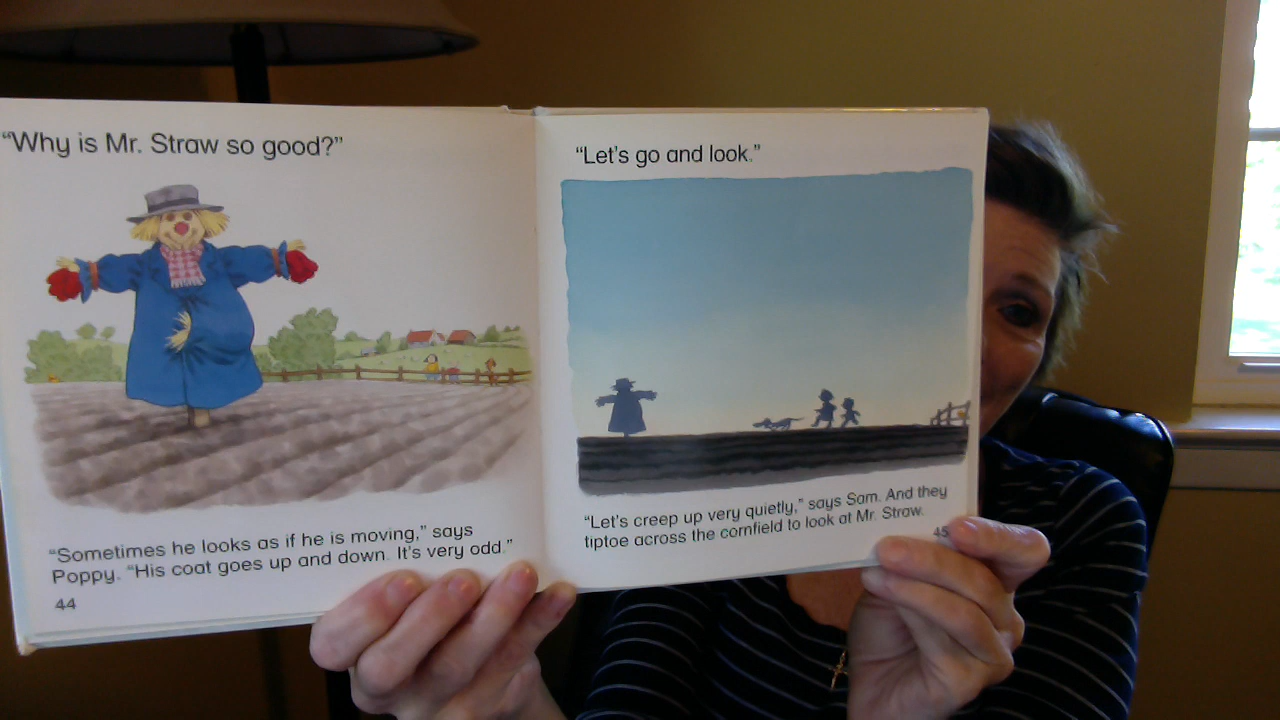 “Why is Mr. Straw so good?”
“Sometimes he looks as if he is moving,” says
Poppy. “His coat goes up and down. It’s very odd.”
44
“Let’s go and look.”
“Let’s creep up very quietly,” says Sam. And they
tiptoe across the cornfield to look at Mr. Straw.
45